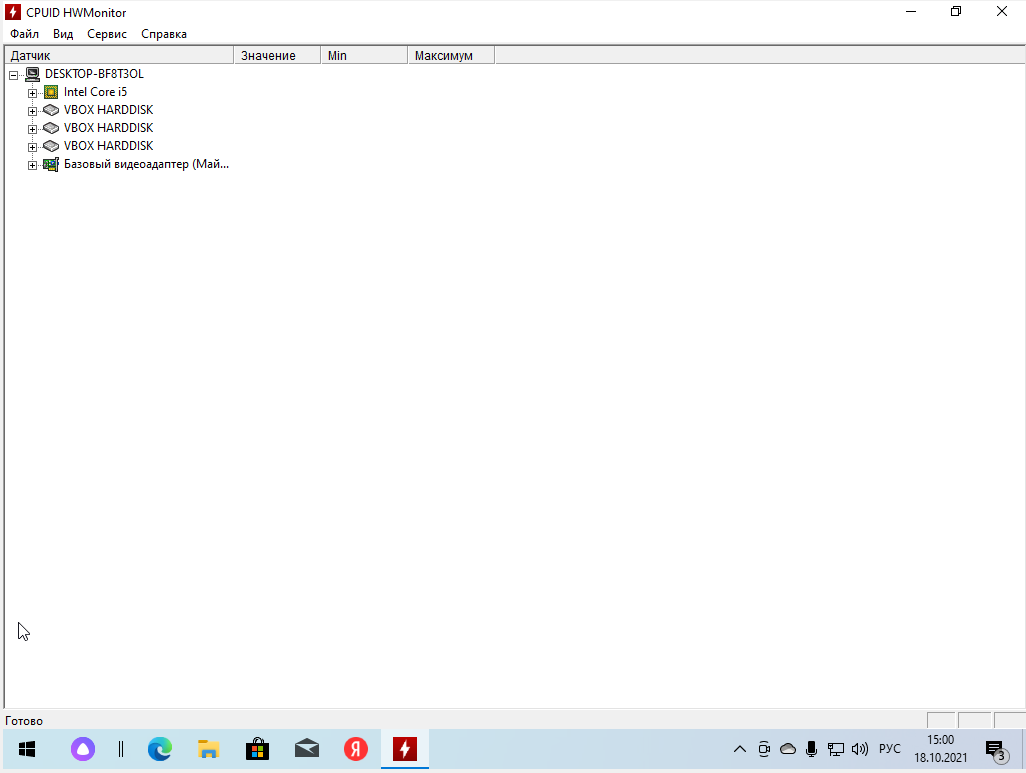 CPUID HWMonitor
Файл Вид Сервис Справка
Датчик Значение Min Максимум
DESKTOP-BF8T3OL
Intel Core i5
VBOX HARDDISK
VBOX HARDDISK
VBOX HARDDISK
Базовый видеоадаптер (Май...
Готово
Я
РУС
15:00
18.10.2021
3